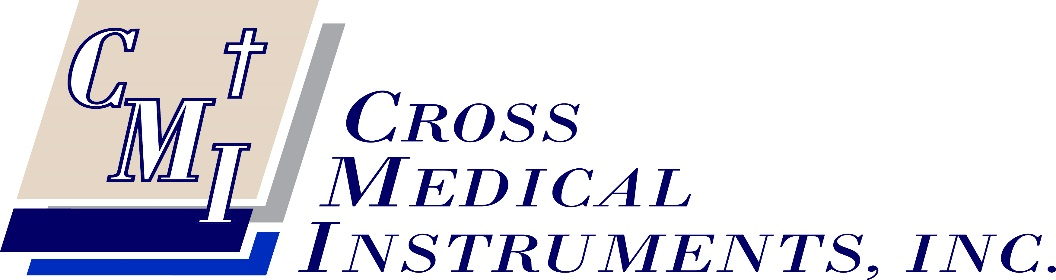 CMI
CROSS
MEDICAL
INSTRUMENTS, INC.